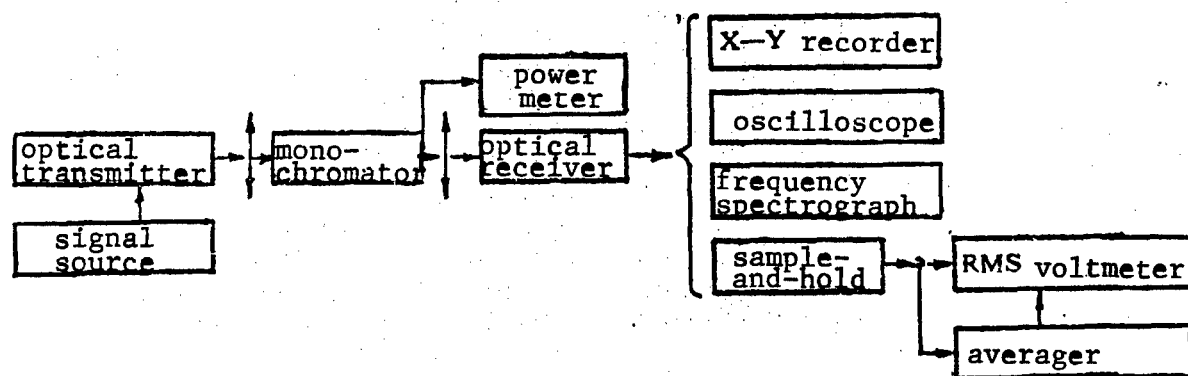 X—Y recorder
power
meter
oscilloscope
optical
transmitter
mono-
chromator
optical
receiver
frequency
spectrograph
signal
source
sample-
and-hold
RMS voltmeter
averager